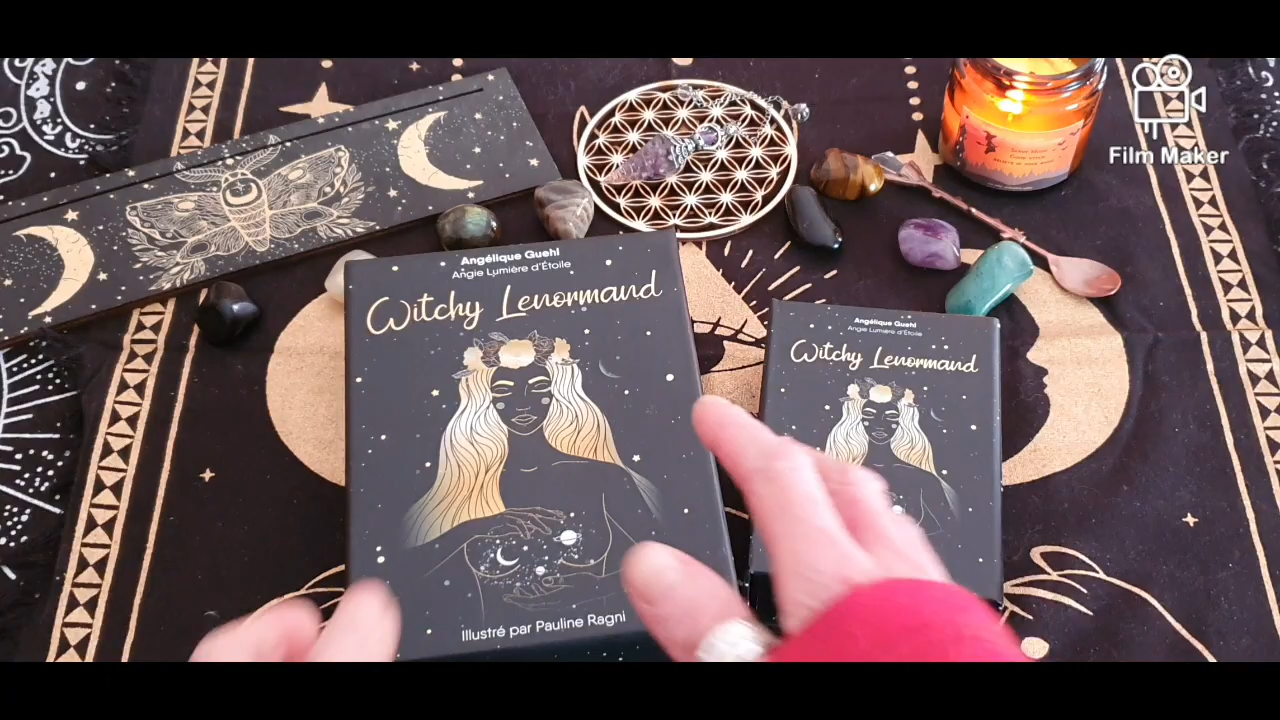 Film Maker
Angélique Guehl
Angie Lumière d'Étoile
Witchy Lenormand
Illustré par Pauline Ragni
Angélique Guehl
Angie Lumière d'Étoile
Witchy Lenormand